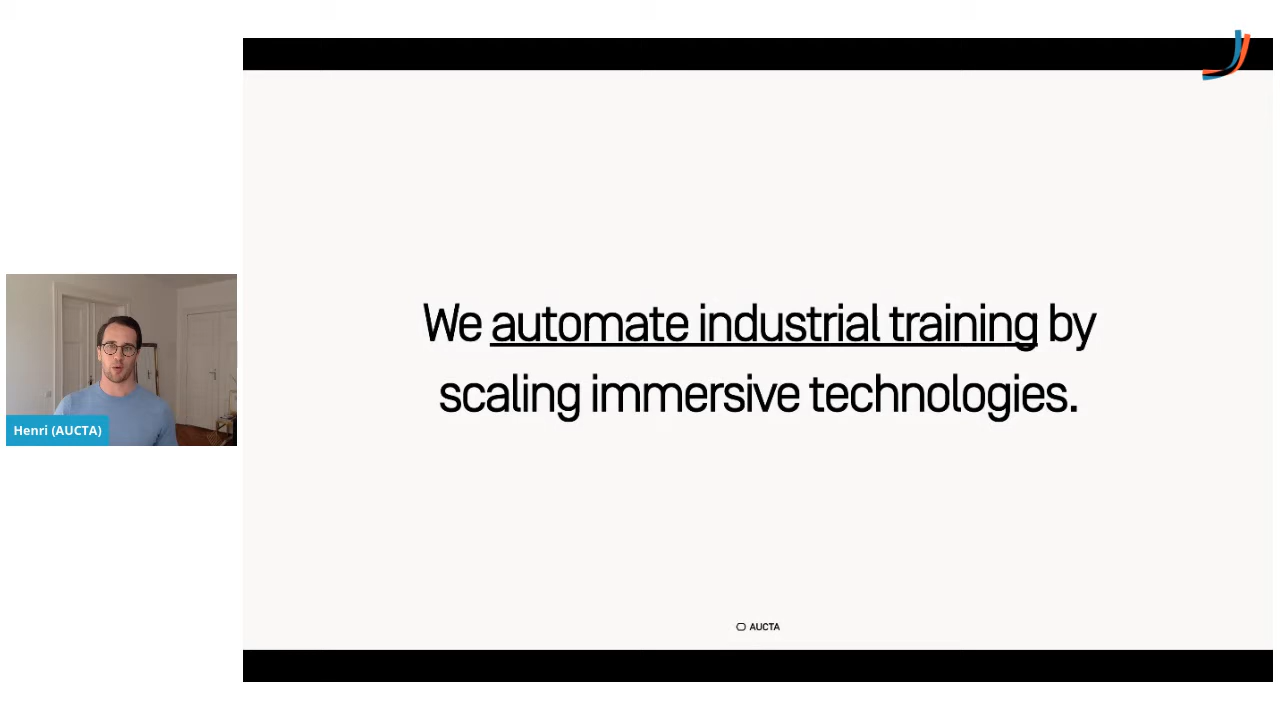 We automate industrial training by
scaling immersive technologies.
Henri (AUCTA)
AUCTA